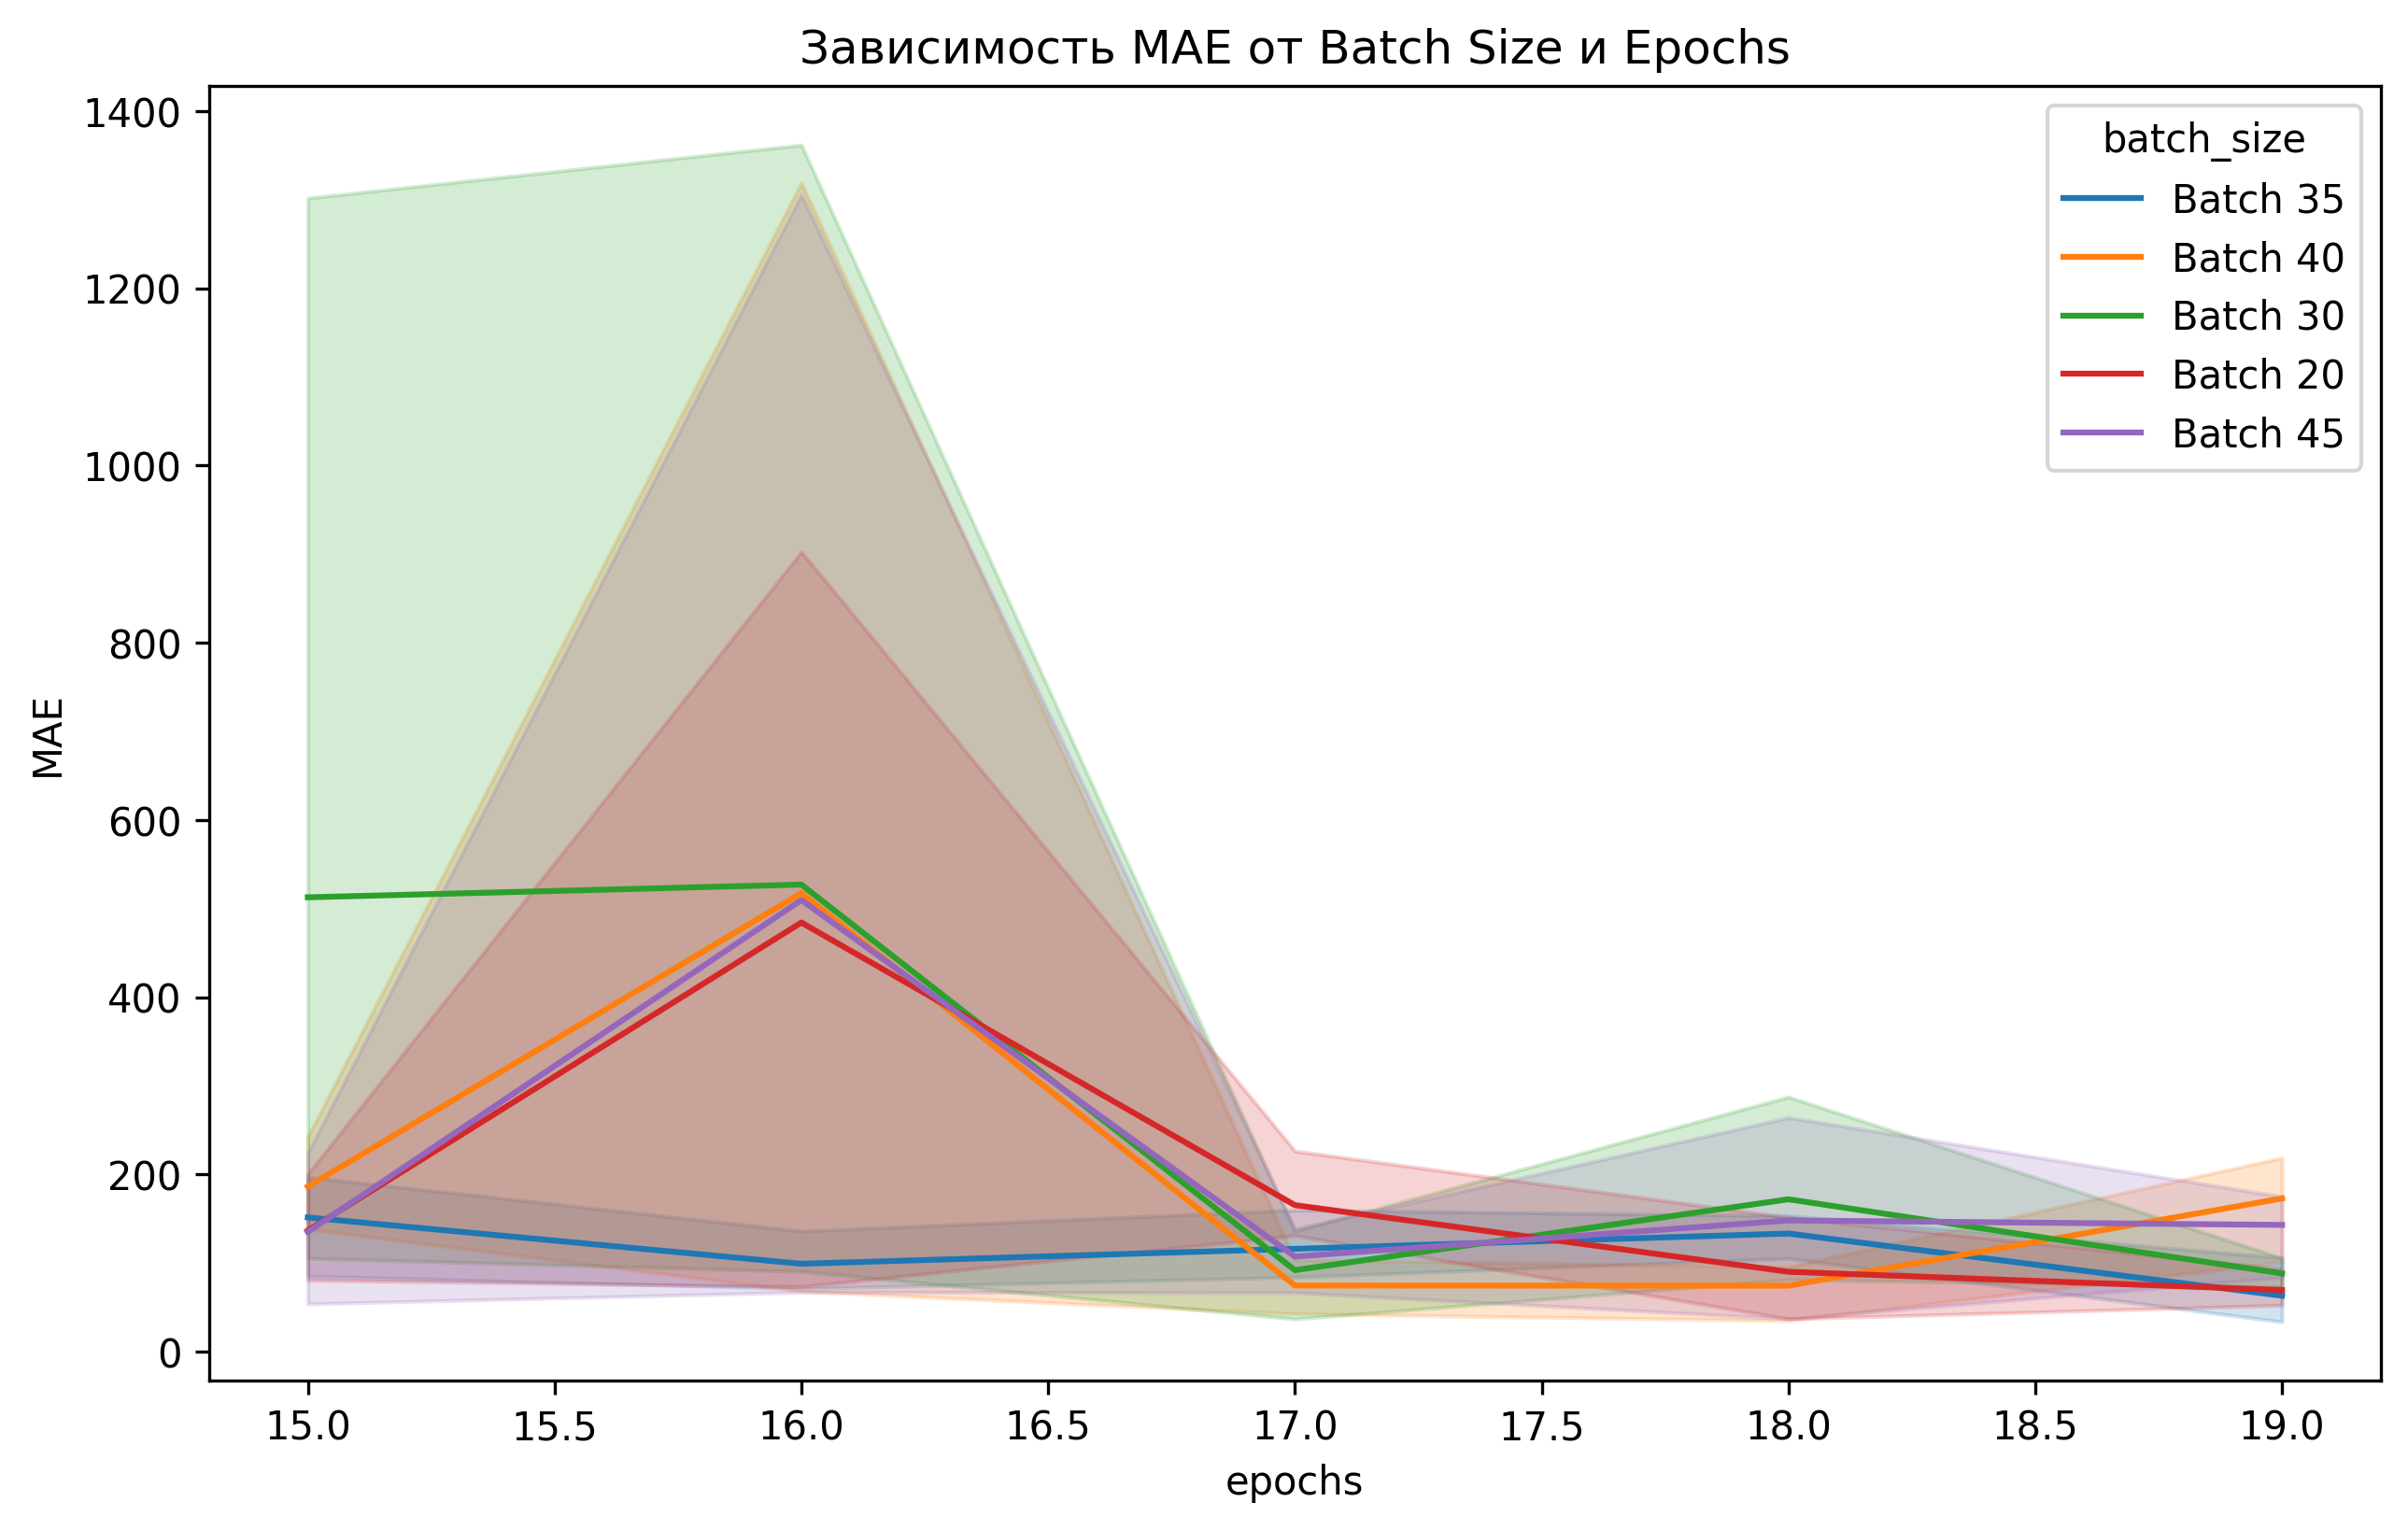 Зависимость MAE от Batch Size и Epochs
1400
1200
1000
800
600
400
200
0
MAE
batch_size
Batch 35
Batch 40
Batch 30
Batch 20
Batch 45
15.0 15.5 16.0 16.5 17.0 17.5 18.0 18.5 19.0
epochs